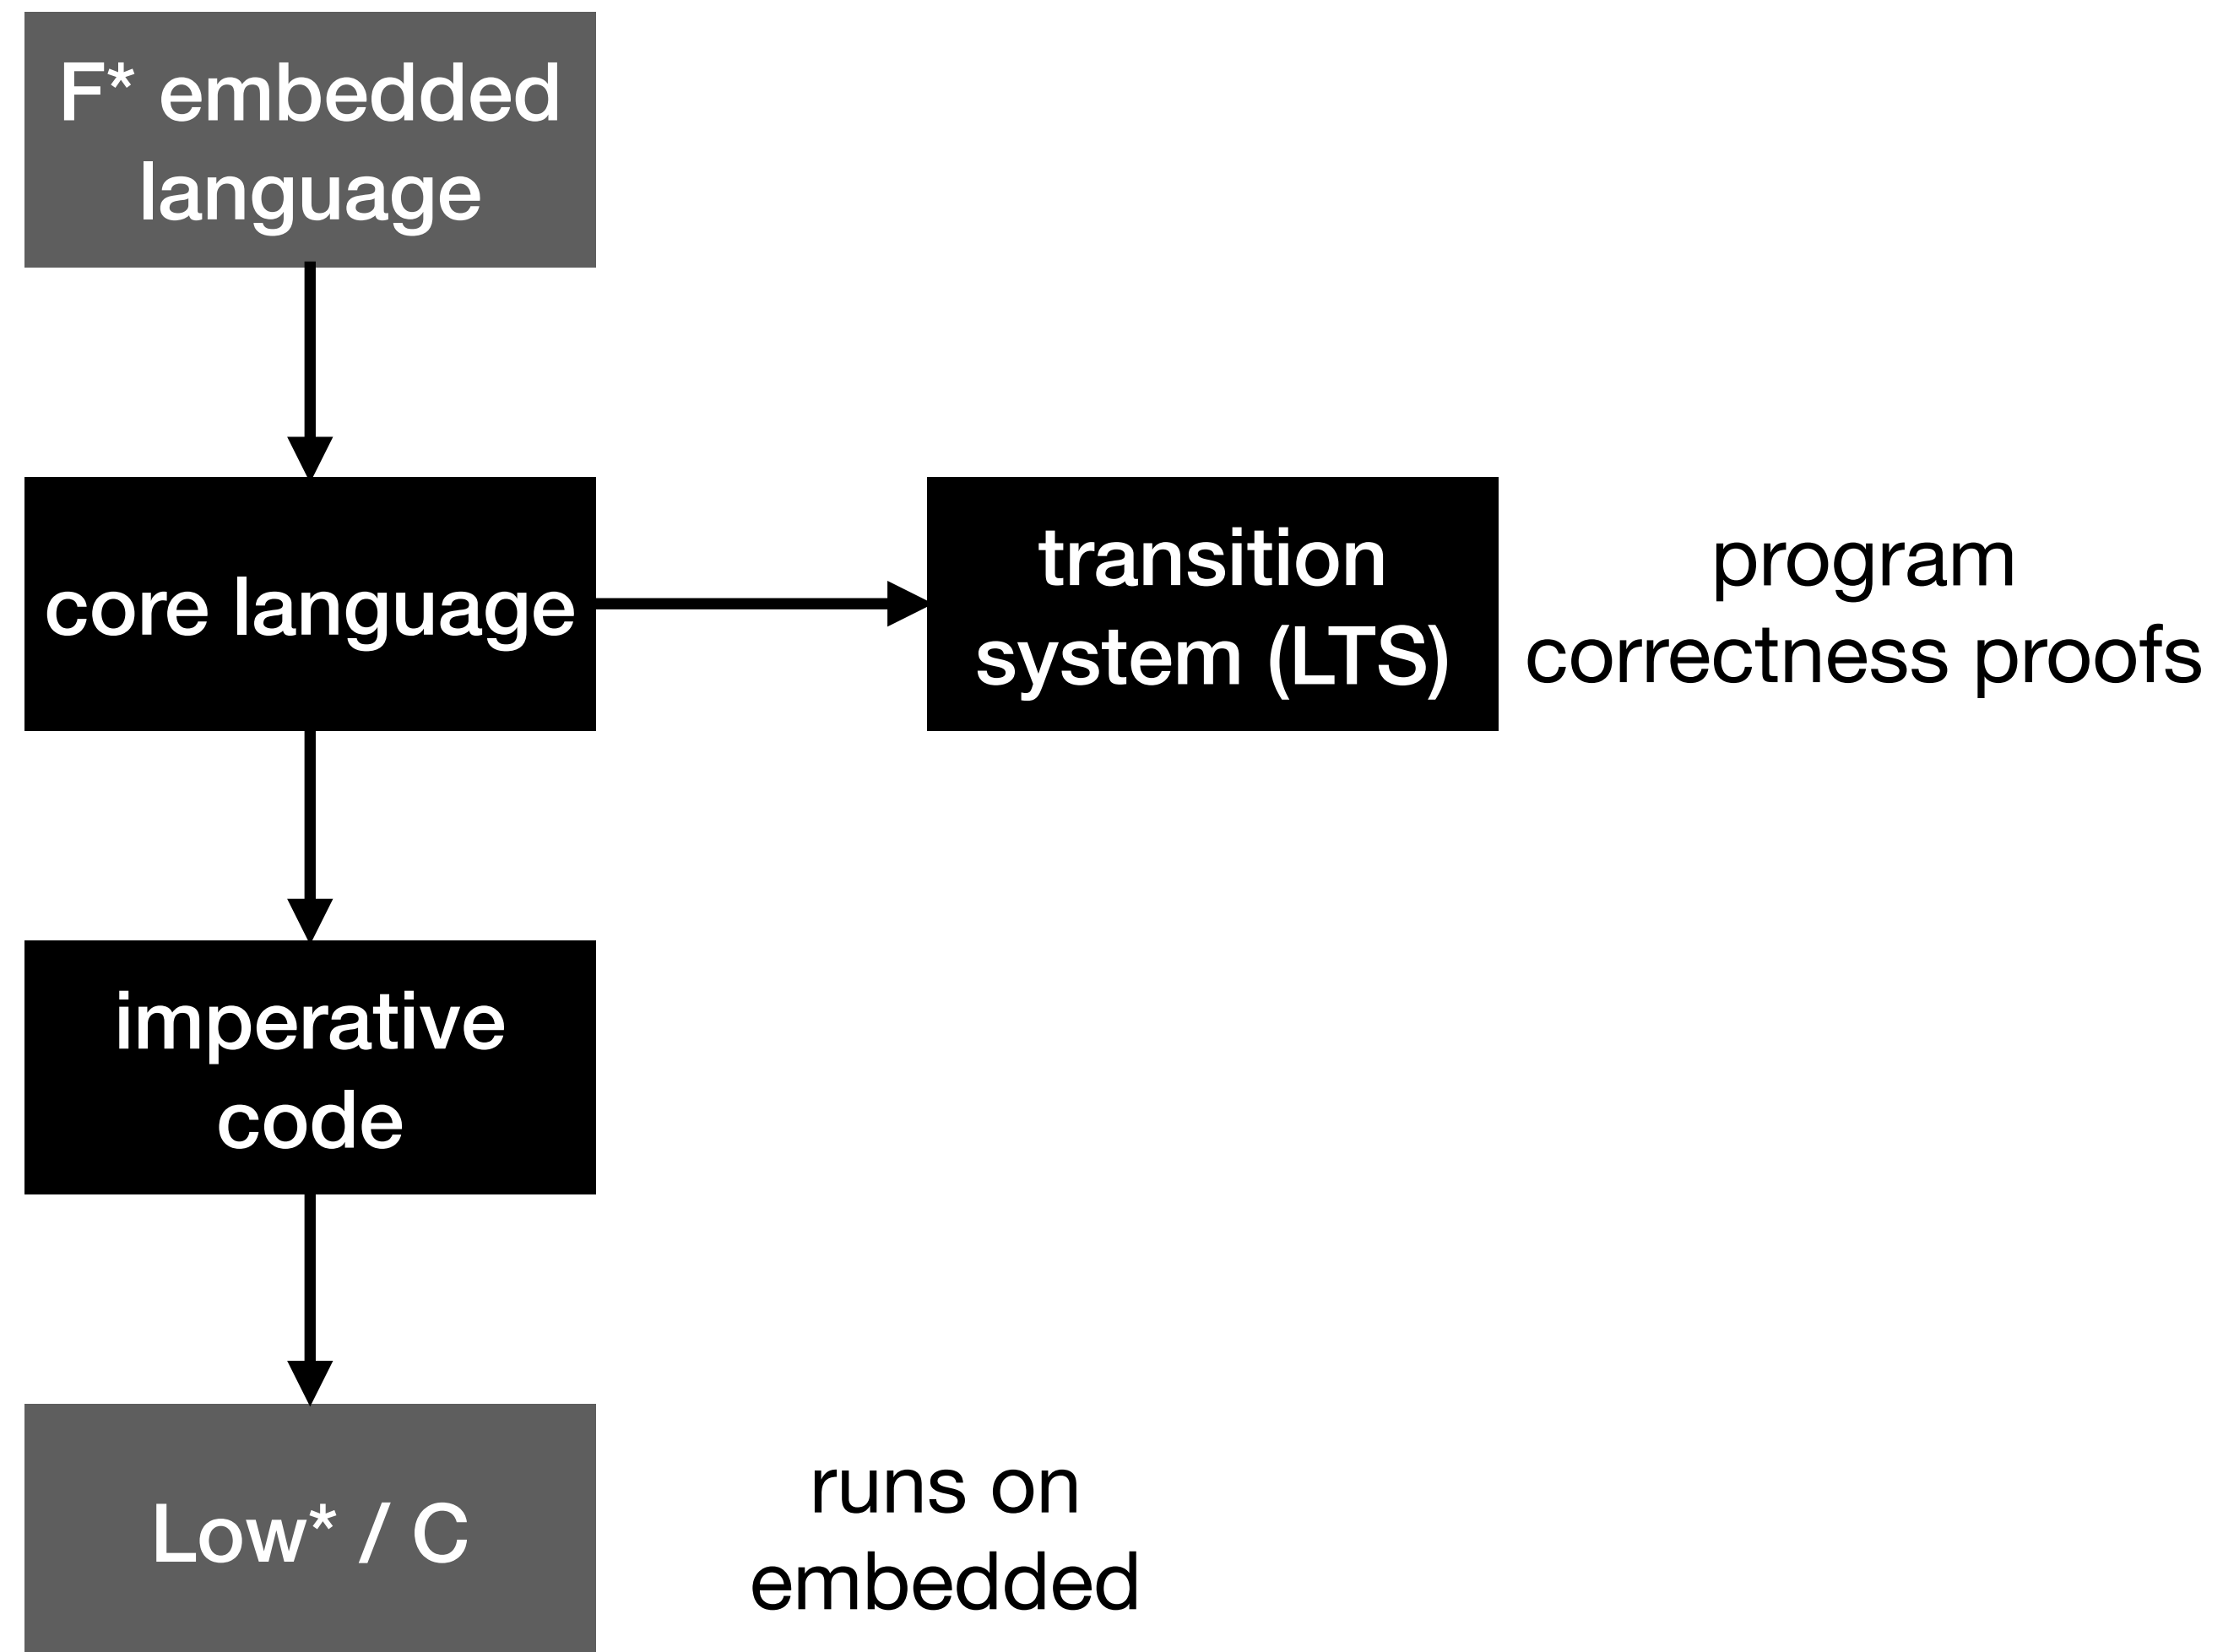 F* embedded
language
core language
transition
system (LTS)
program
correctness proofs
imperative
code
Low* / C
runs on
embedded